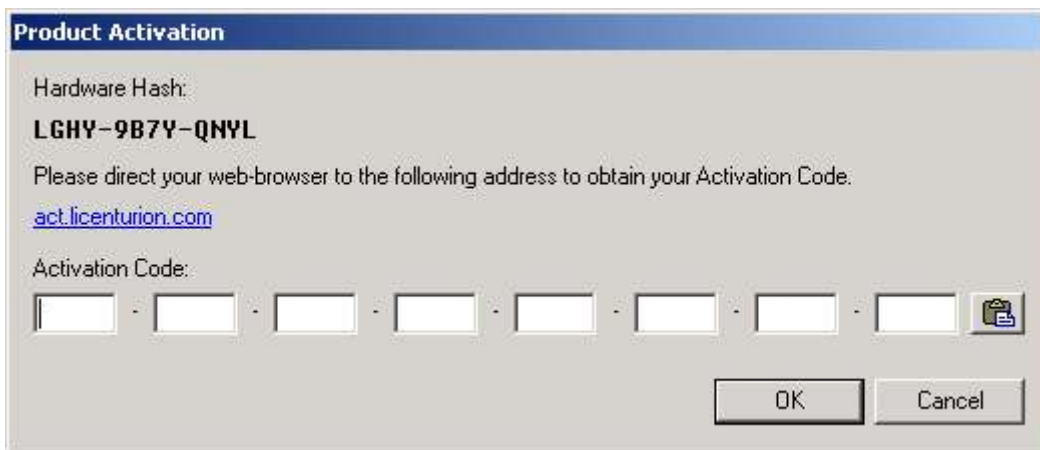 Product Activation
Hardware Hash:
LGHY-9B7Y-QNYL
Please direct your web-browser to the following address to obtain your Activation Code.
act.licenturion.com
Activation Code:
- - - - - - -
OK Cancel